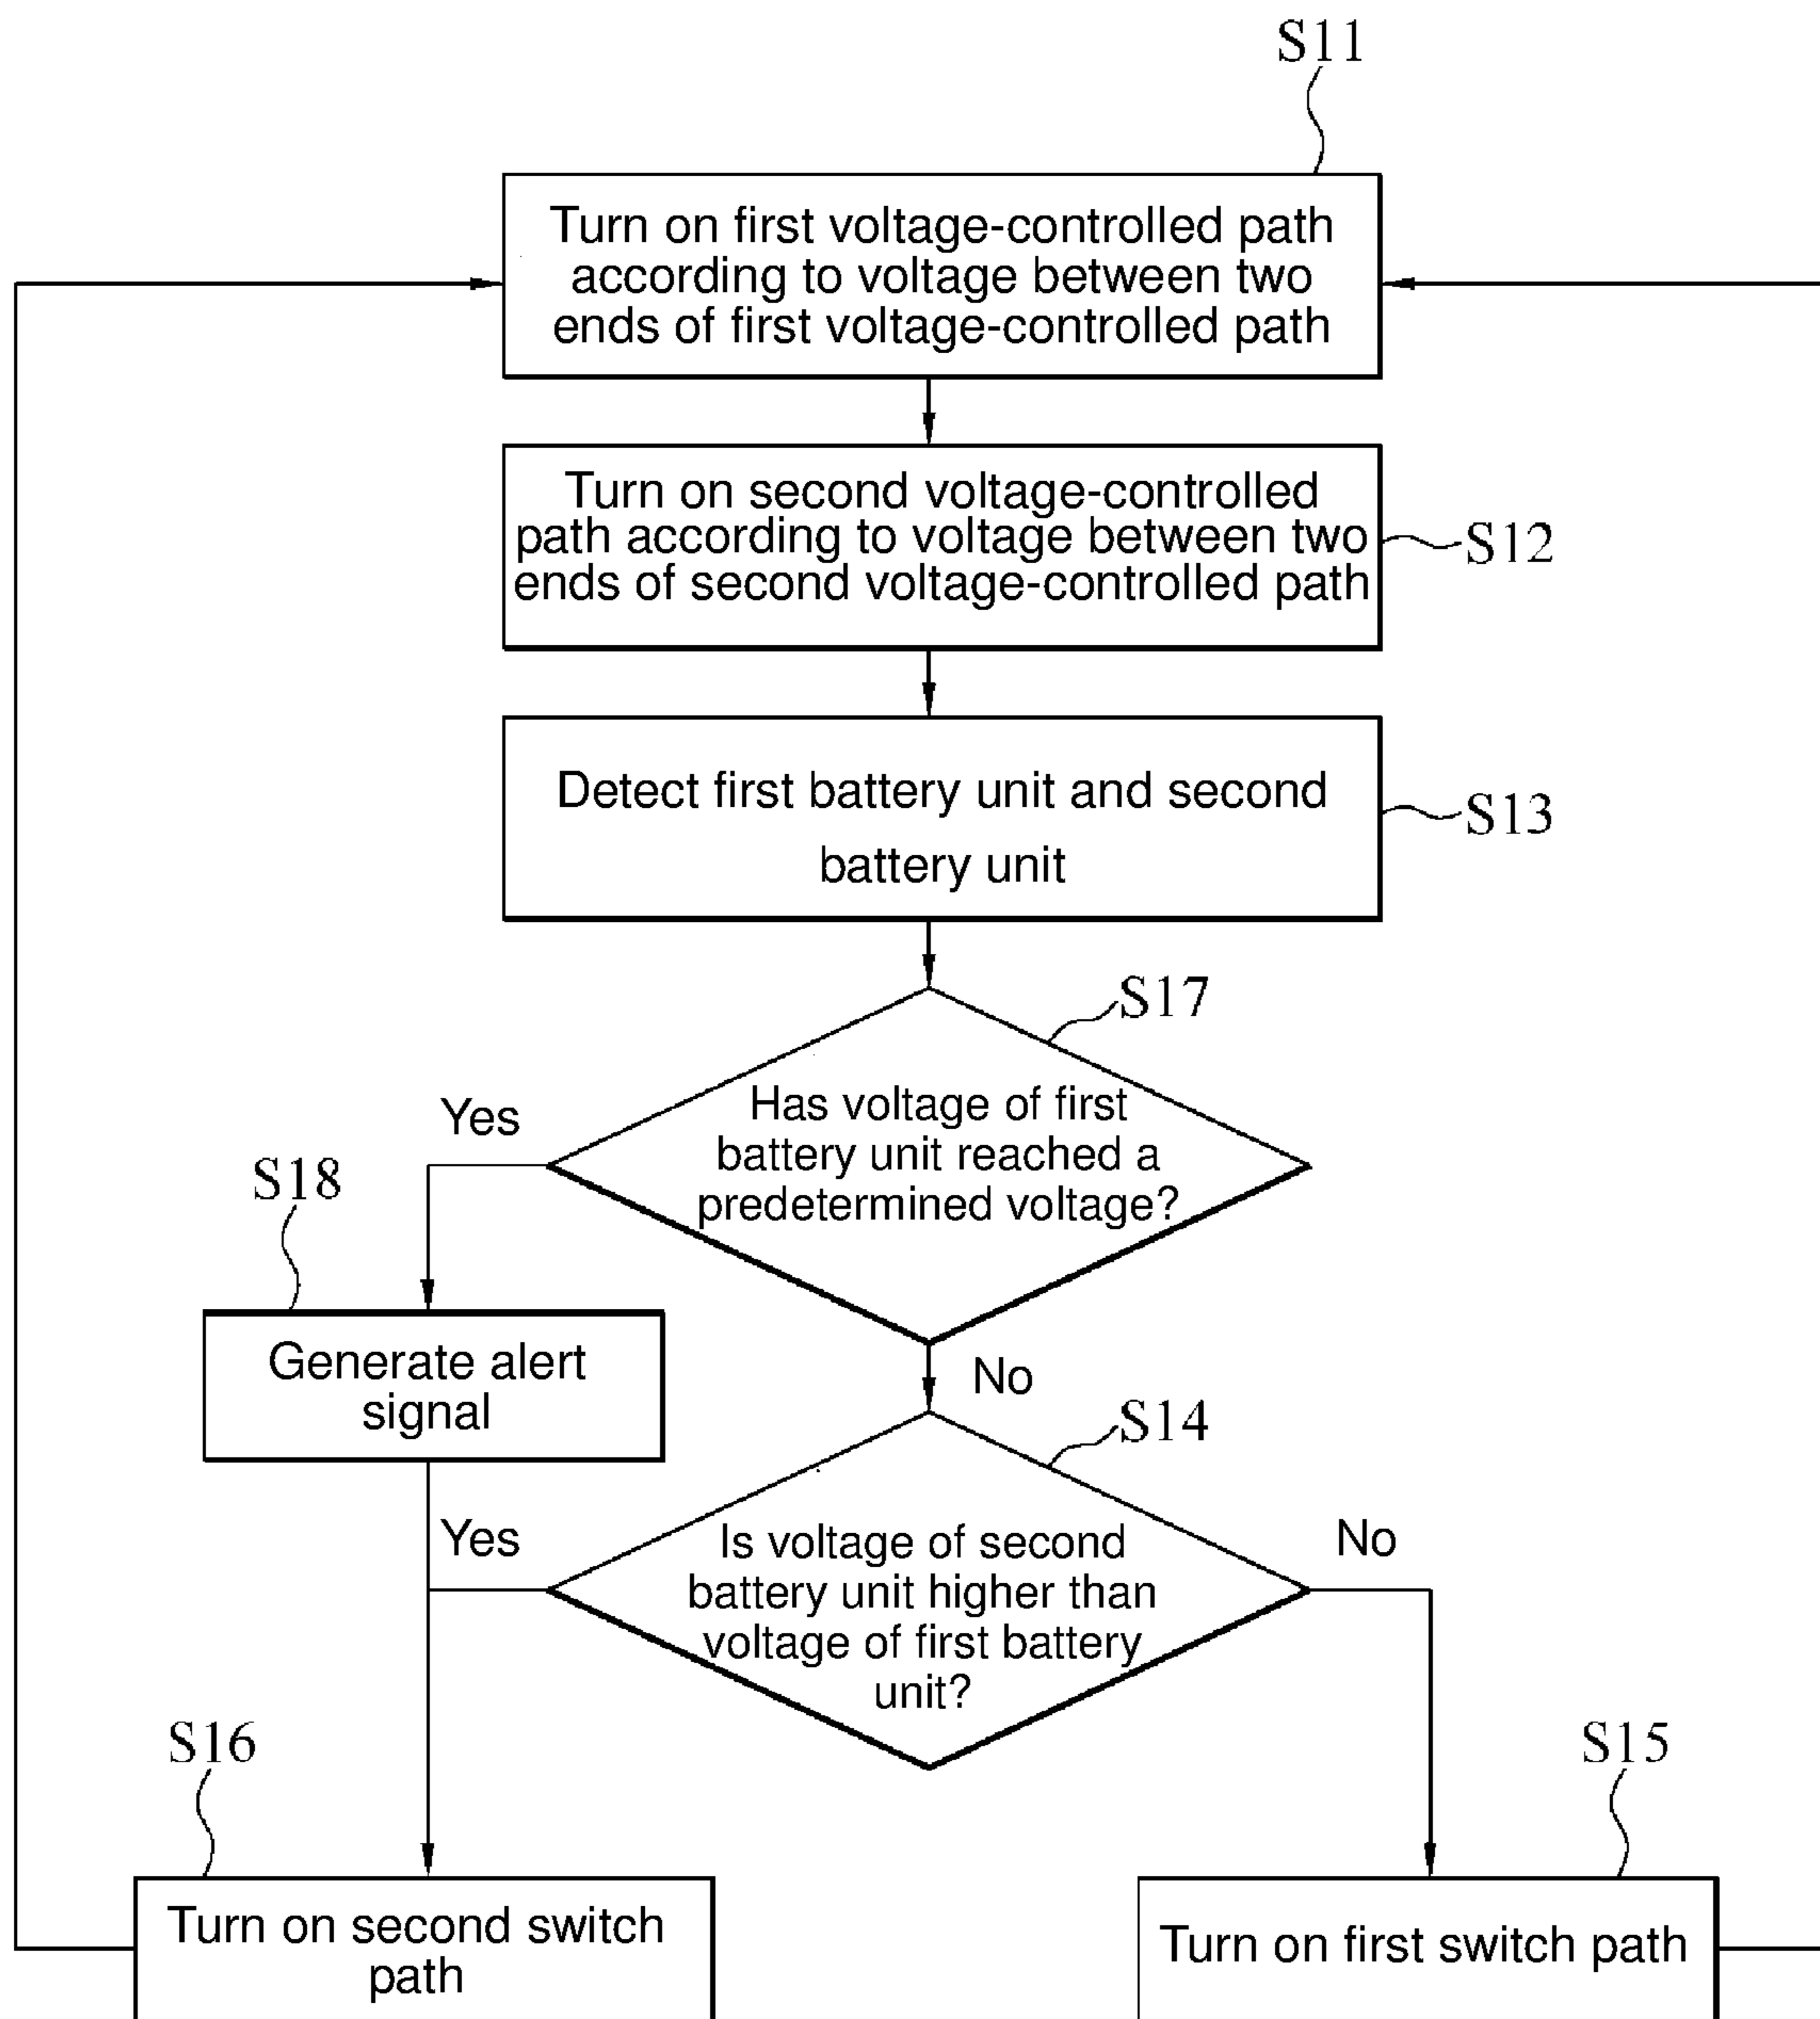 S11
Turn on first voltage-controlled path
according to voltage between two
ends of first voltage-controlled path
Turn on second voltage-controlled
path according to voltage between two
ends of second voltage-controlled path
S12
Detect first battery unit and second
battery unit
S13
S17
Has voltage of first
battery unit reached a
predetermined voltage?
Yes
S18
Generate alert
signal
No
S14
Is voltage of second
battery unit higher than
voltage of first battery
unit?
Yes
No
S16
Turn on second switch
path
S15
Turn on first switch path